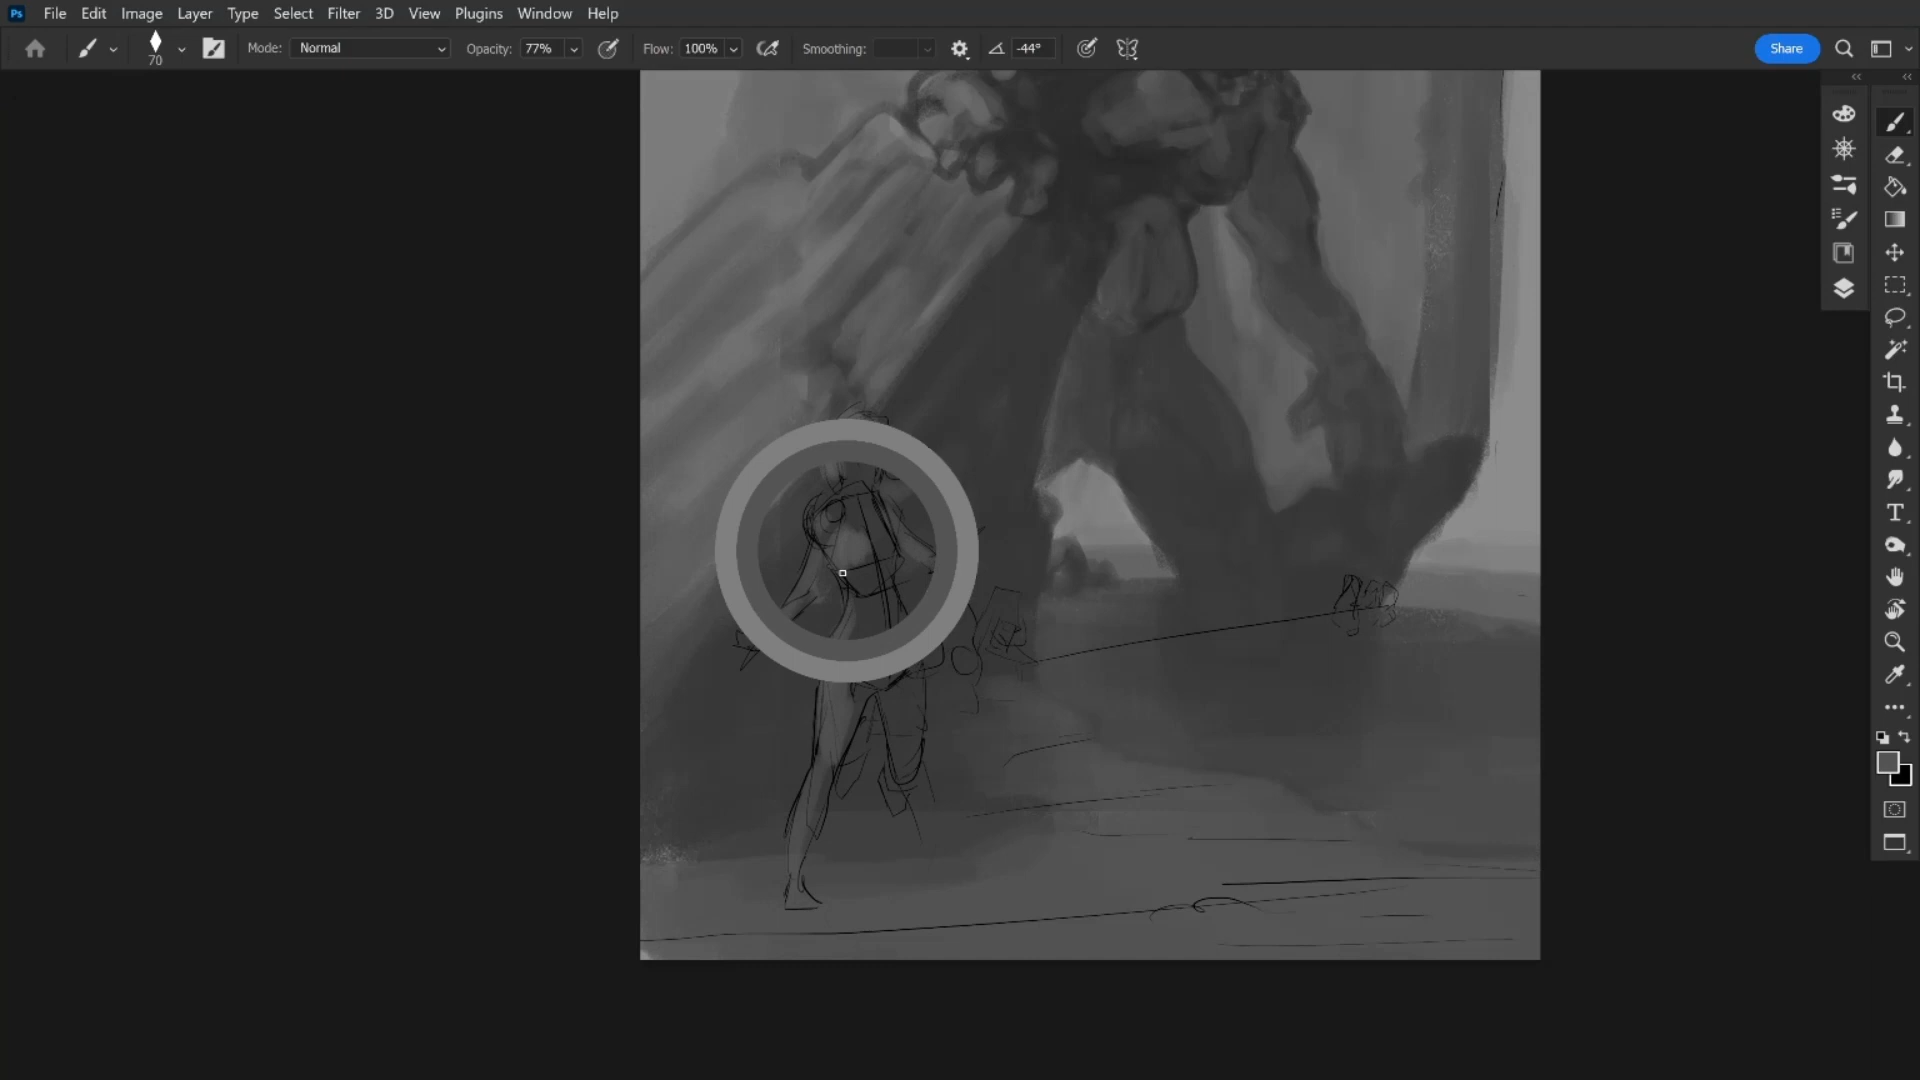 Ps File Edit Image Layer Type Select Filter 3D View Plugins Window Help
70 Mode: Normal Opacity: 77% Flow: 100% Smoothing: -44° Share